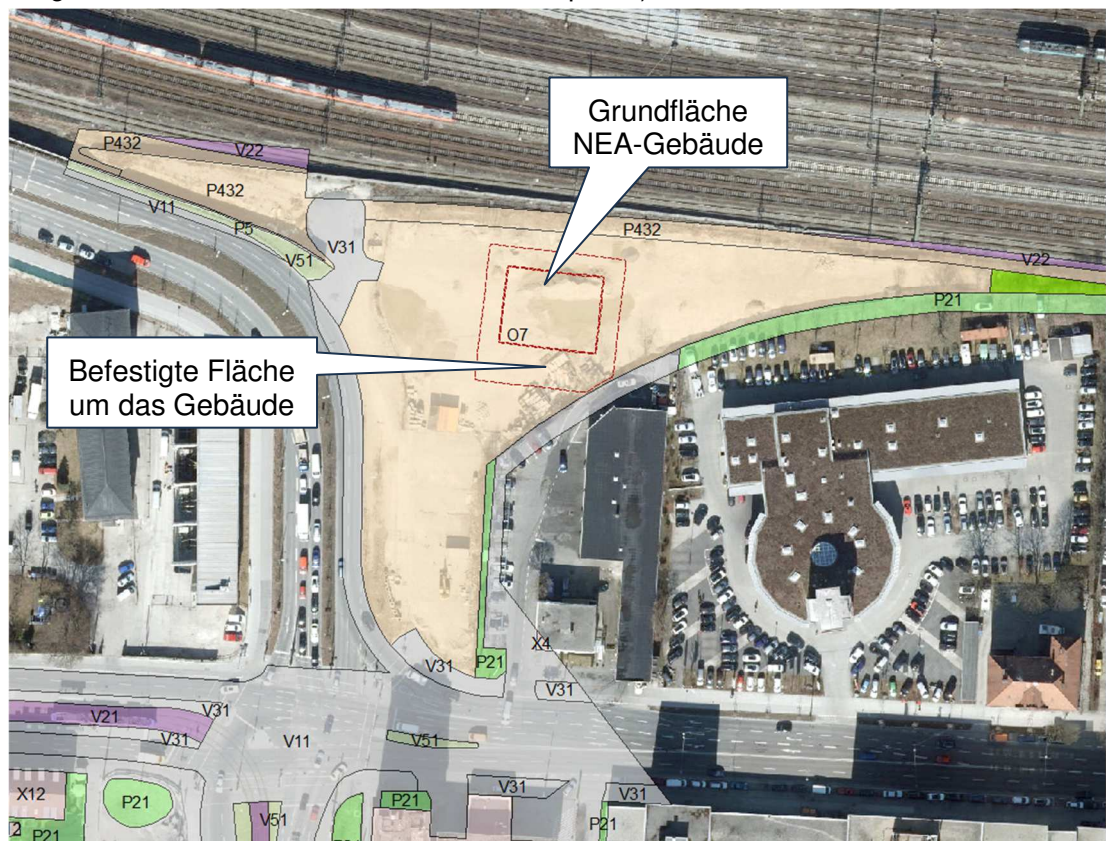 Grundfläche
NEA-Gebäude
P432
V22
P432
V11
P5
V51
V31
P432
V22
P21
O7
Befestigte Fläche
um das Gebäude
X4
V31
P21
V31
V21
V31
V31
V11
V51
X12
P21
P21
V31
V31
2
P21
V51
P21